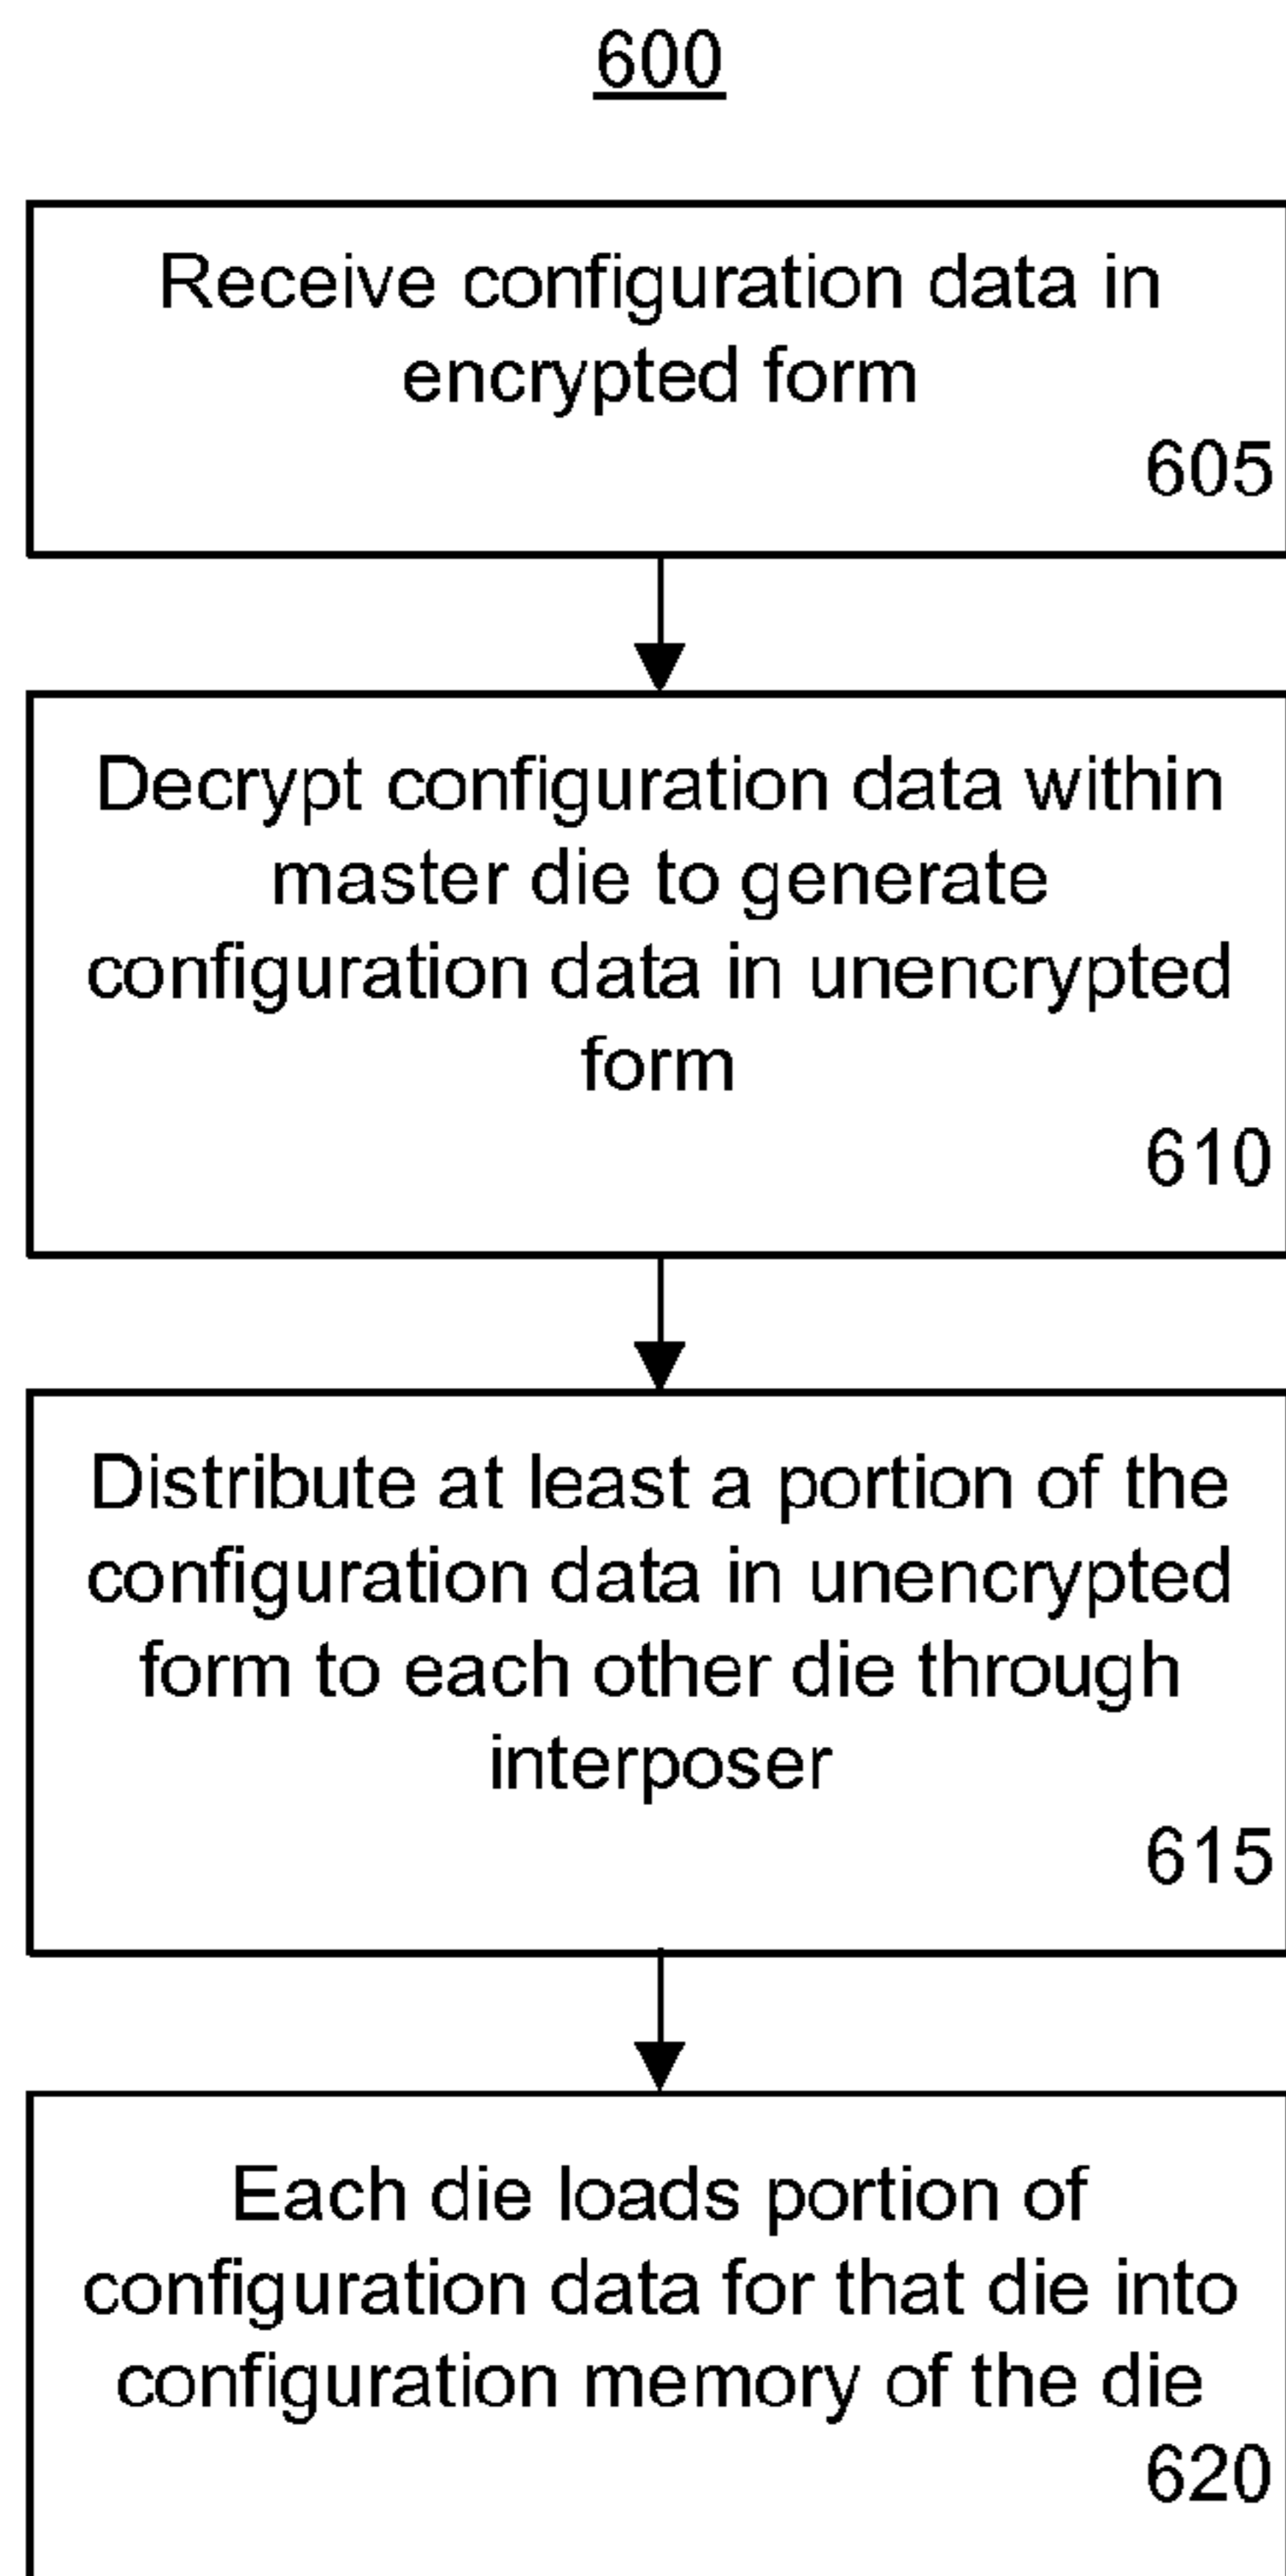 600
Receive configuration data in
encrypted form
605
Decrypt configuration data within
master die to generate
configuration data in unencrypted
form
610
Distribute at least a portion of the
configuration data in unencrypted
form to each other die through
interposer
615
Each die loads portion of
configuration data for that die into
configuration memory of the die
620